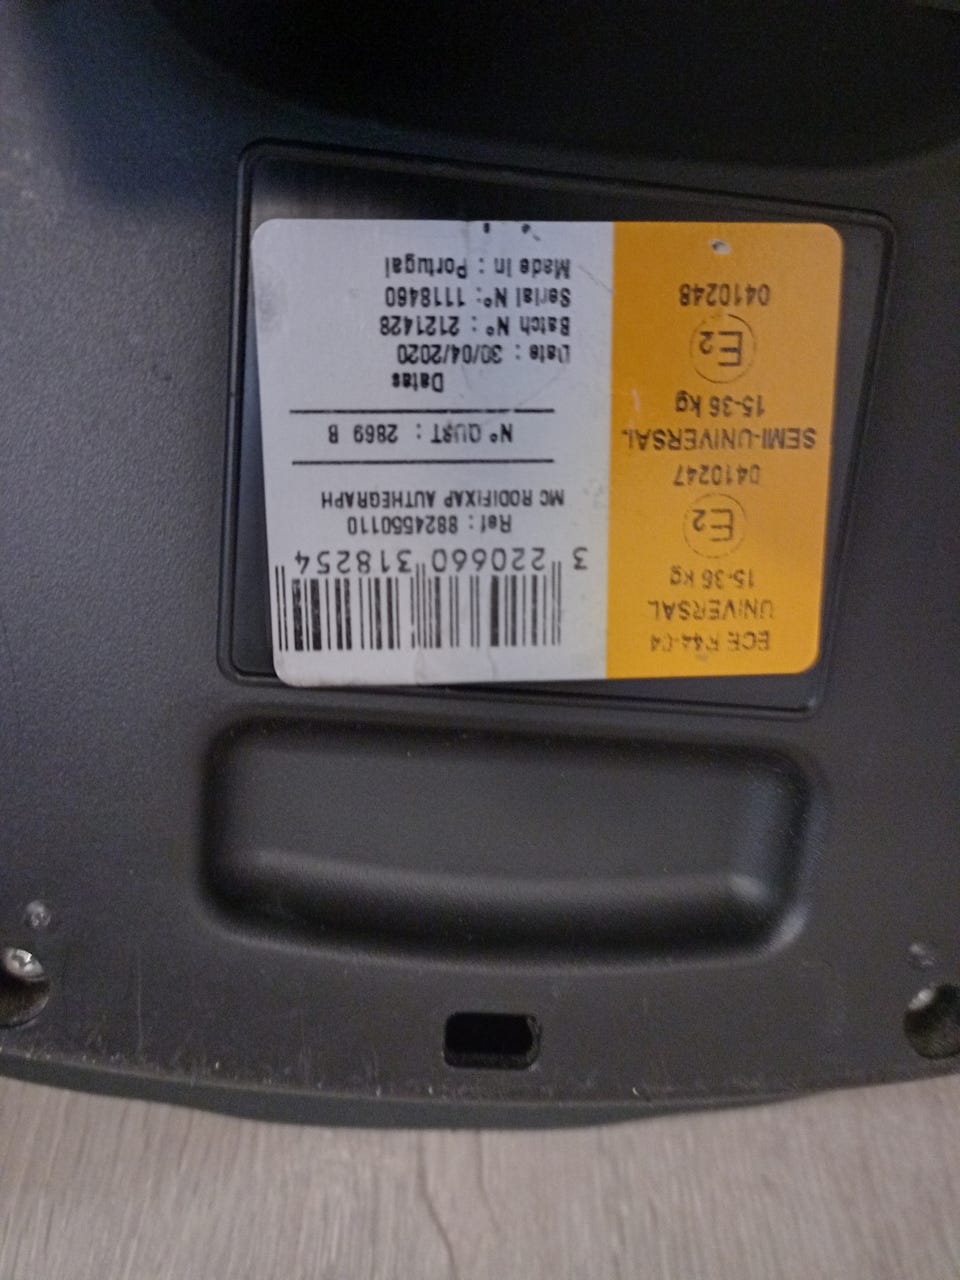 ECE R44-04
UNIVERSAL
15-36 kg
E2
0410247
SEMI-UNIVERSAL
15-36 kg
E2
0410248
3 220660 318254
Ref : 8824550110
MC RODIFIXAP AUTHEGRAPH
N° QUST : 2869 B
Datas
Date : 30/04/2020
Batch N° : 2121428
Serial N° : 1118460
Made in : Portugal